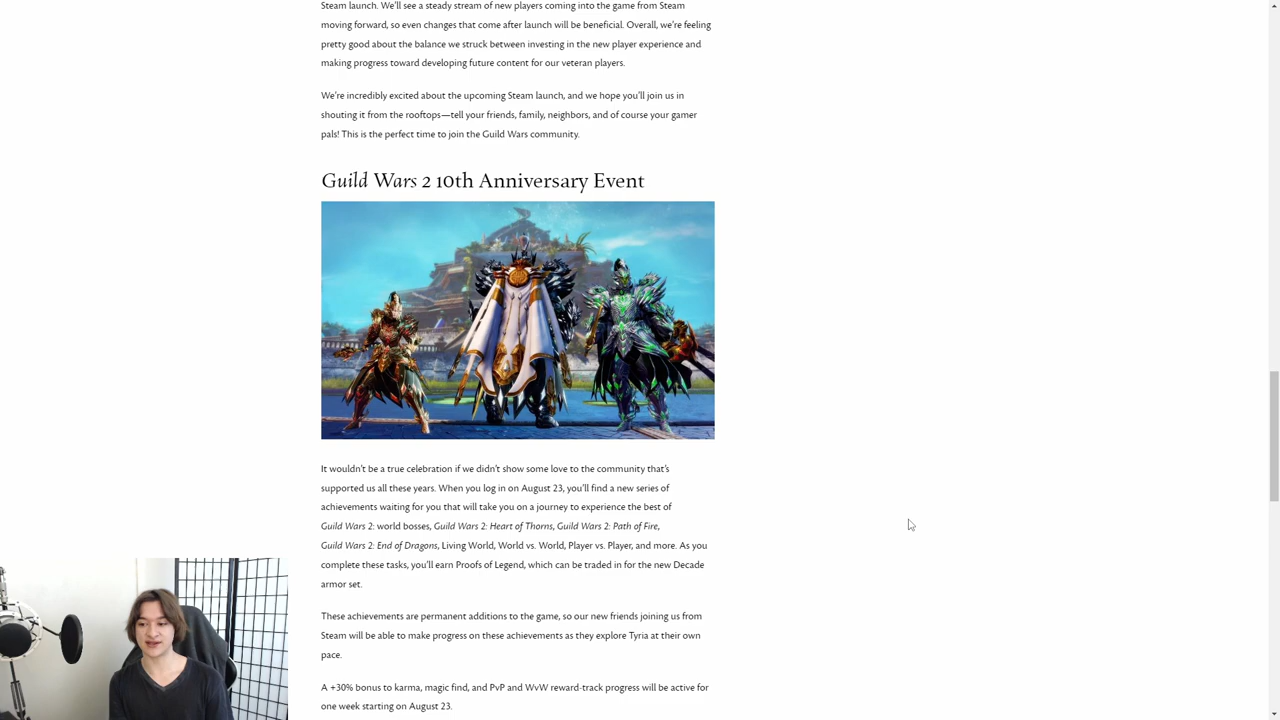 Steam launch. We'll see a steady stream of new players coming into the game from Steam
moving forward, so even changes that come after launch will be beneficial. Overall, we're feeling
pretty good about the balance we struck between investing in the new player experience and
making progress toward developing future content for our veteran players.
We're incredibly excited about the upcoming Steam launch, and we hope you'll join us in
shouting it from the rooftops—tell your friends, family, neighbors, and of course your gamer
pals! This is the perfect time to join the Guild Wars community.
Guild Wars 2 10th Anniversary Event
It wouldn't be a true celebration if we didn't show some love to the community that's
supported us all these years. When you log in on August 23, you'll find a new series of
achievements waiting for you that will take you on a journey to experience the best of
Guild Wars 2: world bosses, Guild Wars 2: Heart of Thorns, Guild Wars 2: Path of Fire,
Guild Wars 2: End of Dragons, Living World, World vs. World, Player vs. Player, and more. As you
complete these tasks, you'll earn Proofs of Legend, which can be traded in for the new Decade
armor set.
These achievements are permanent additions to the game, so our new friends joining us from
Steam will be able to make progress on these achievements as they explore Tyria at their own
pace.
A +30% bonus to karma, magic find, and PvP and WvW reward-track progress will be active for
one week starting on August 23.